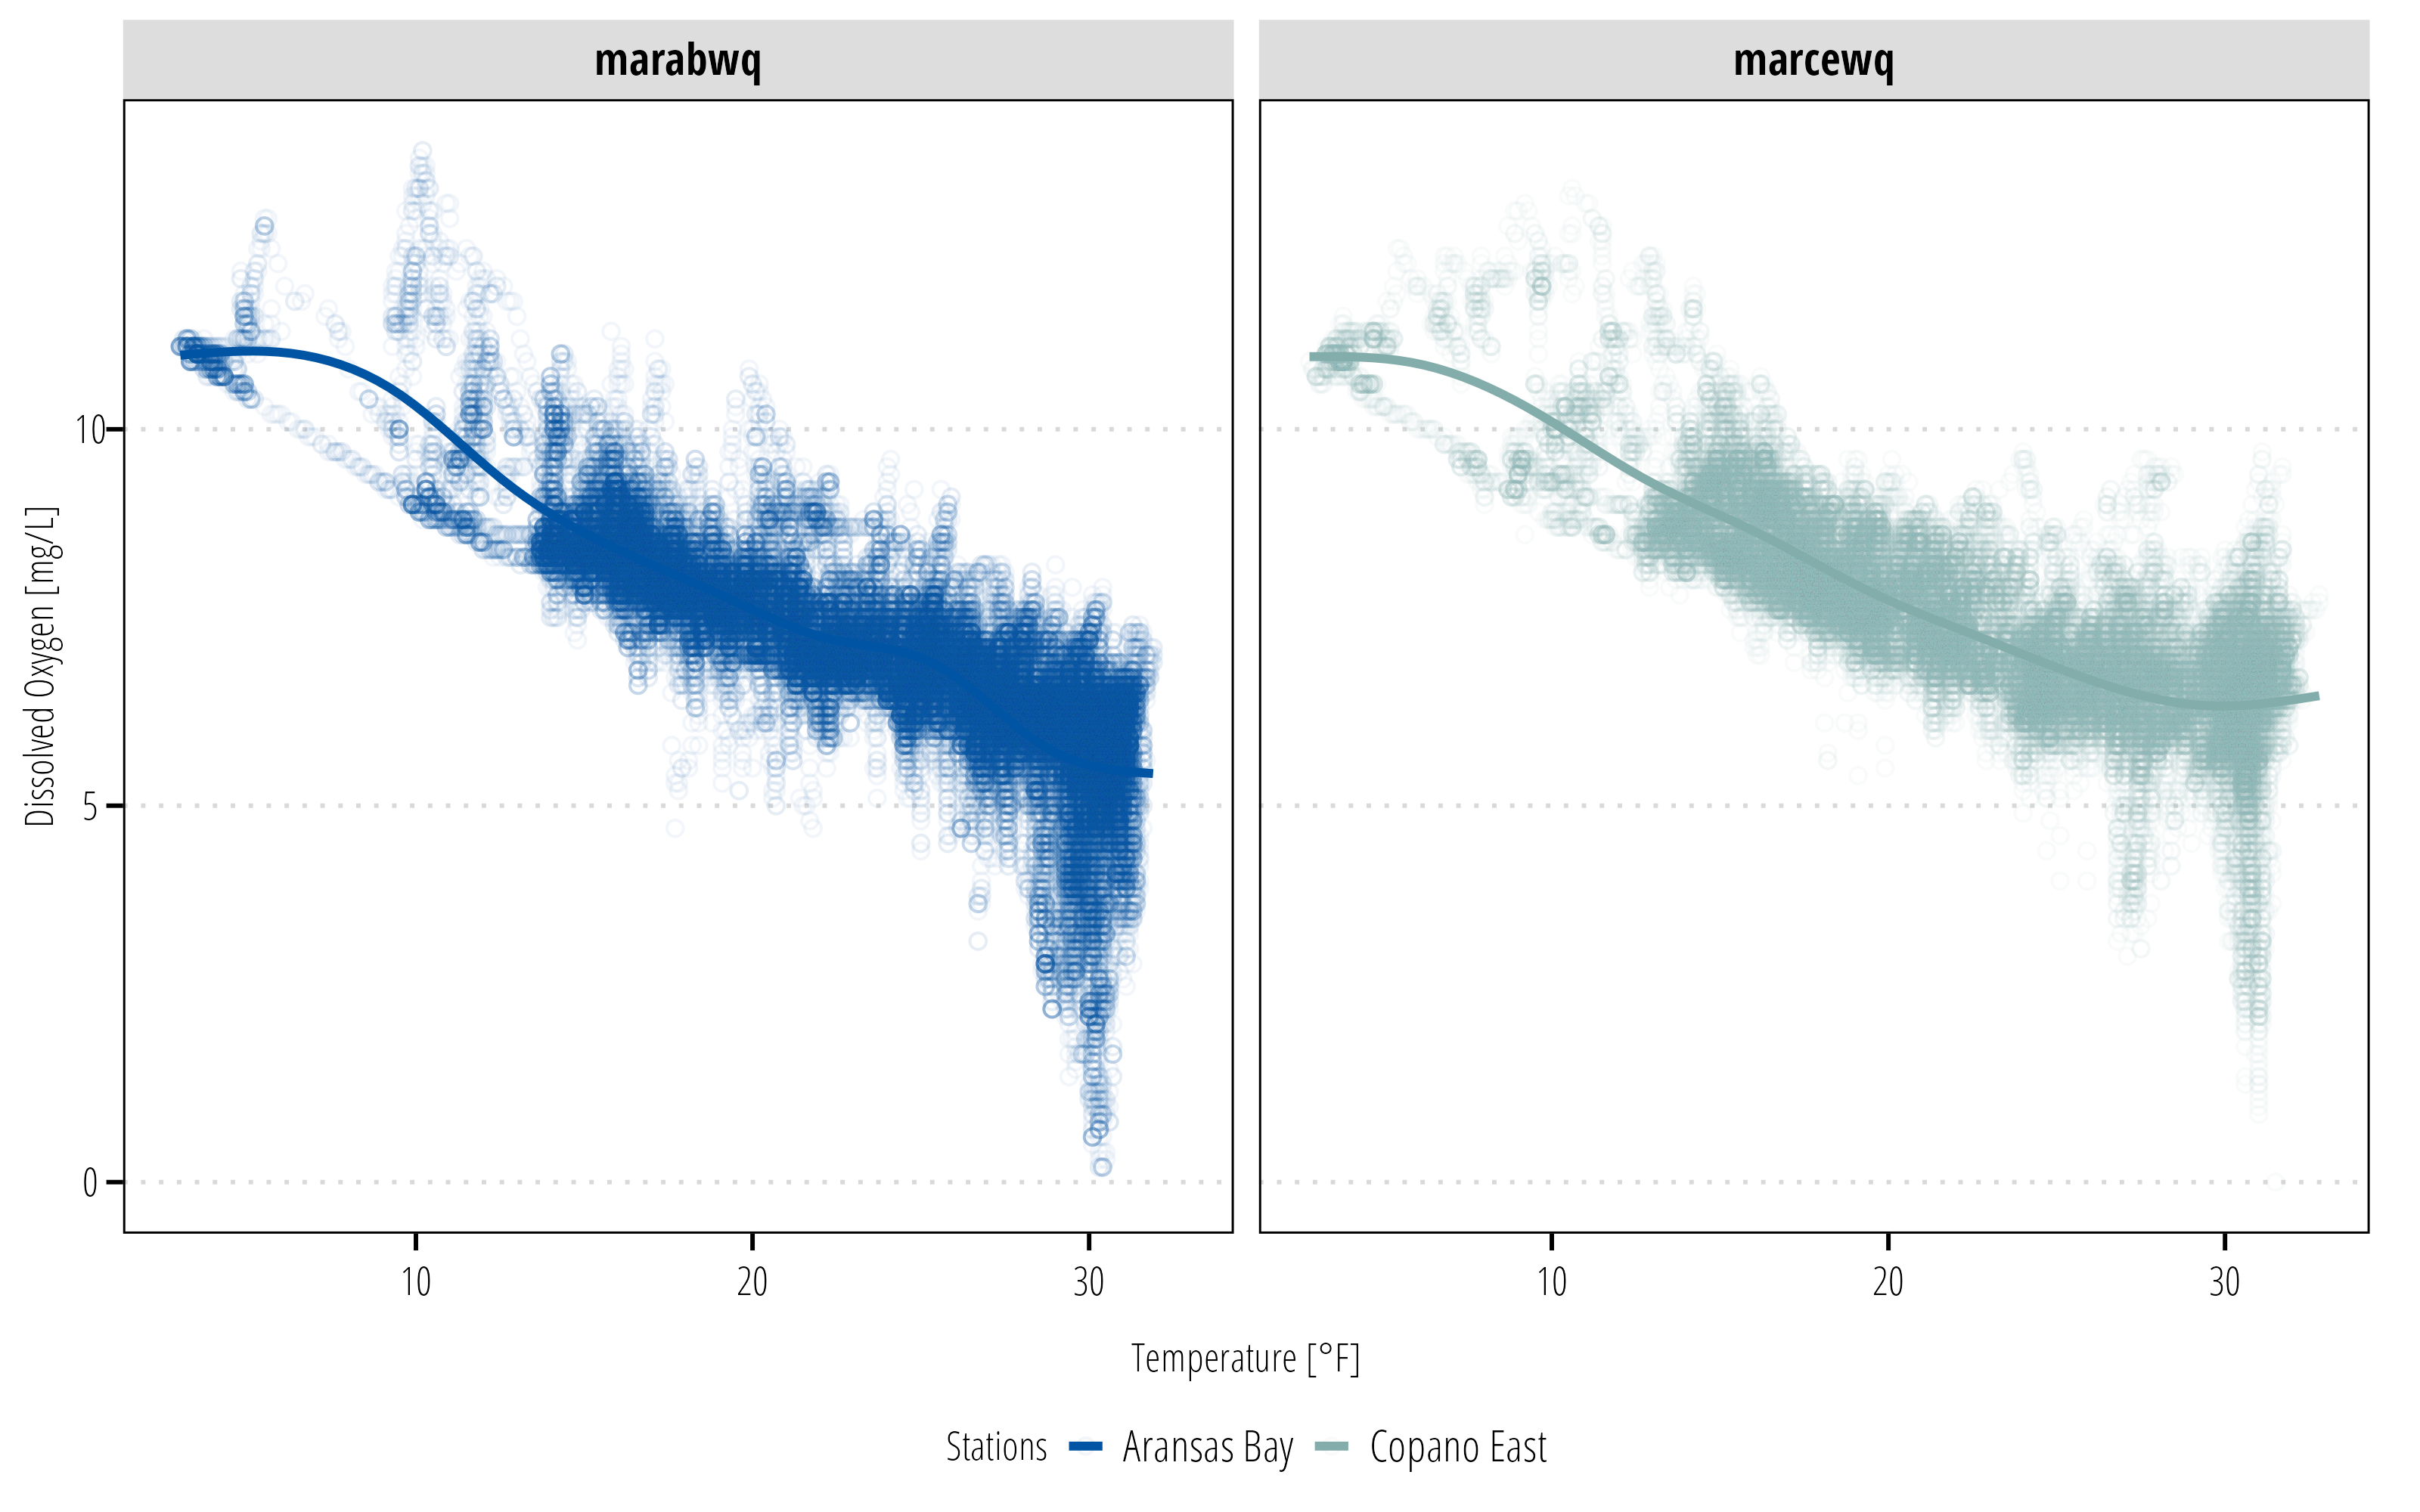 marabwq
marcewq
Dissolved Oxygen [mg/L]
10
5
0
10 20 30
10 20 30
Temperature [°F]
Stations Aransas Bay Copano East